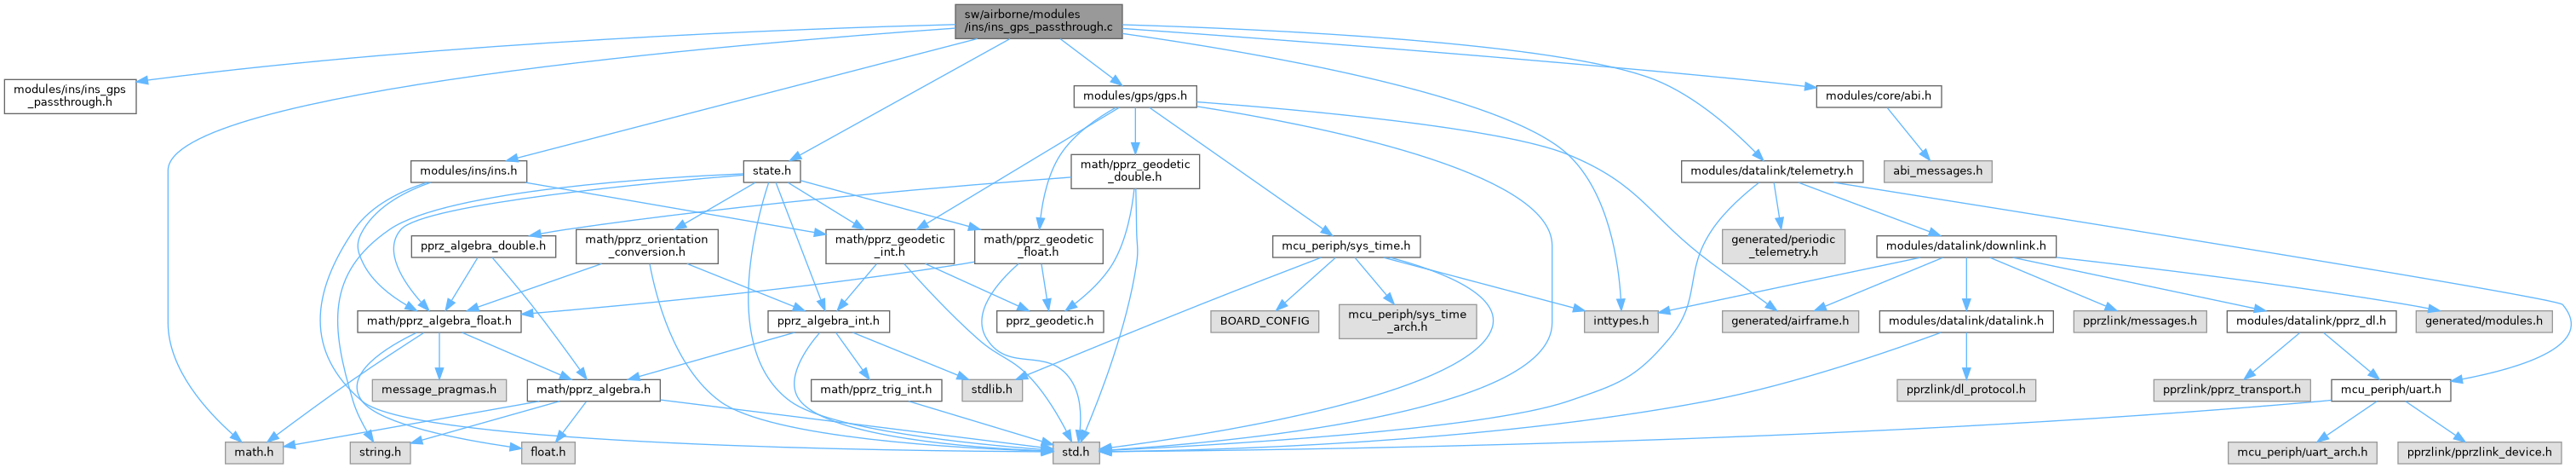 sw/airborne/modules
/ins/ins_gps_passthrough.c
modules/ins/ins_gps
_passthrough.h
modules/gps/gps.h
modules/core/abi.h
modules/ins/ins.h
state.h
math/pprz_geodetic
_double.h
modules/datalink/telemetry.h
abi_messages.h
pprz_algebra_double.h
math/pprz_orientation
_conversion.h
math/pprz_geodetic
_int.h
math/pprz_geodetic
_float.h
mcu_periph/sys_time.h
generated/periodic
_telemetry.h
modules/datalink/downlink.h
math/pprz_algebra_float.h
pprz_algebra_int.h
pprz_geodetic.h
BOARD_CONFIG
mcu_periph/sys_time
_arch.h
inttypes.h
generated/airframe.h
modules/datalink/datalink.h
pprzlink/messages.h
modules/datalink/pprz_dl.h
generated/modules.h
message_pragmas.h
math/pprz_algebra.h
math/pprz_trig_int.h
stdlib.h
pprzlink/dl_protocol.h
pprzlink/pprz_transport.h
mcu_periph/uart.h
math.h
string.h
float.h
std.h
mcu_periph/uart_arch.h
pprzlink/pprzlink_device.h